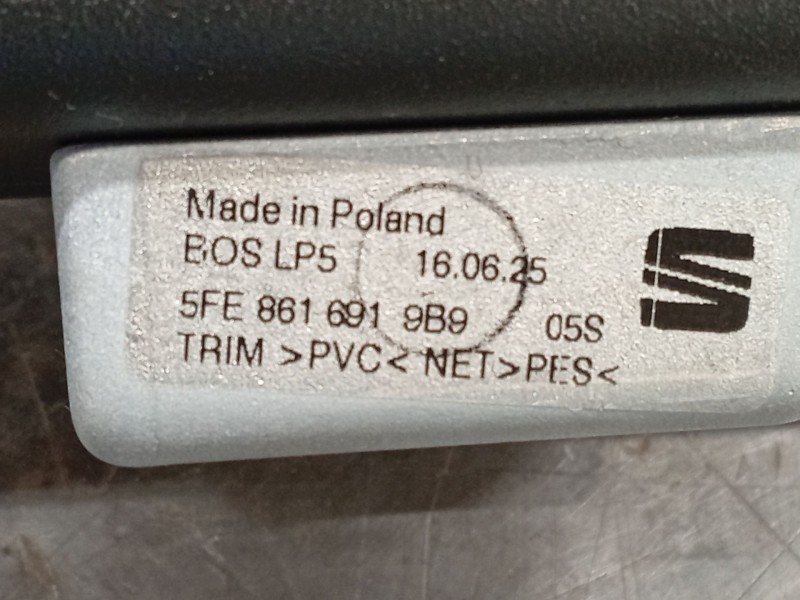 Made in Poland
BOS LP5 16.06.25
5FE 861 691 9B9 05S
TRIM >PVC< NET>PES<